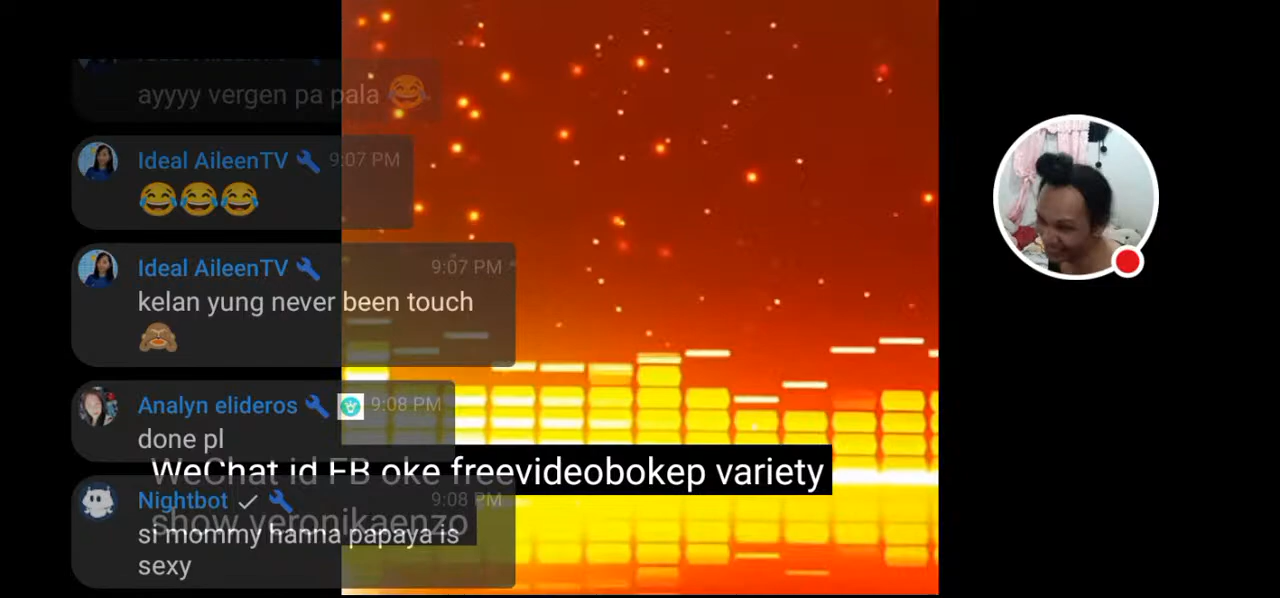 ayyyy vergen pa pala 😂
Ideal AileenTV 9:07 PM
😂😂😂
Ideal AileenTV 9:07 PM
kelan yung never been touch
🙈
Analyn elideros 9:08 PM
done pl
WeChat id FB oke freevideobokep variety
show veronikaenzo
Nightbot 9:08 PM
si mommy hanna papaya is
sexy